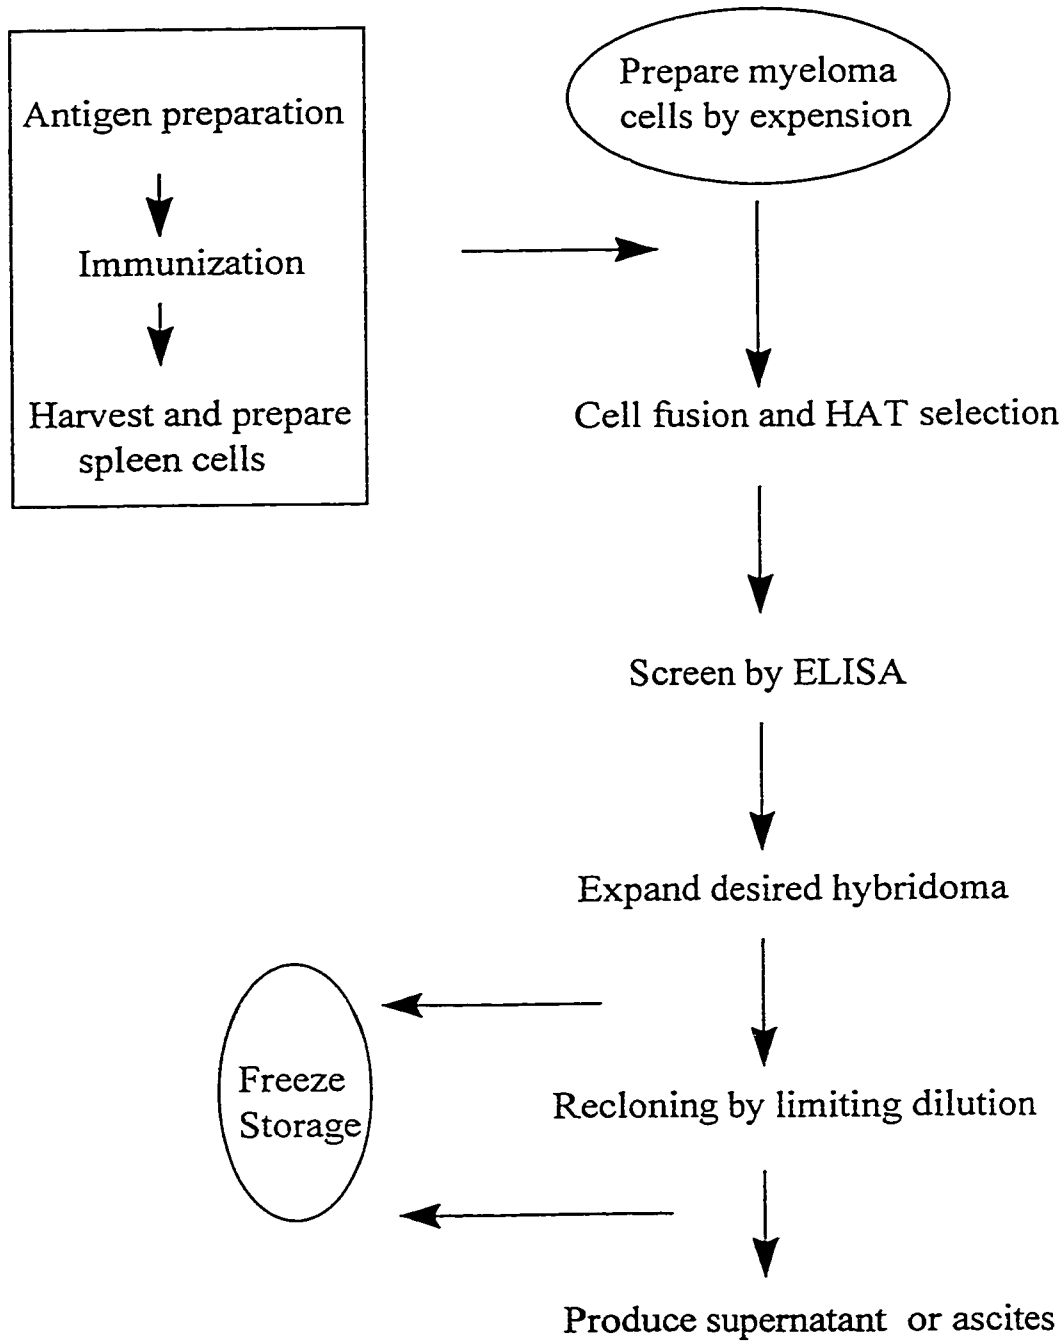 Antigen preparation
Immunization
Harvest and prepare
spleen cells
Prepare myeloma
cells by expension
Cell fusion and HAT selection
Screen by ELISA
Expand desired hybridoma
Freeze
Storage
Recloning by limiting dilution
Produce supernatant or ascites